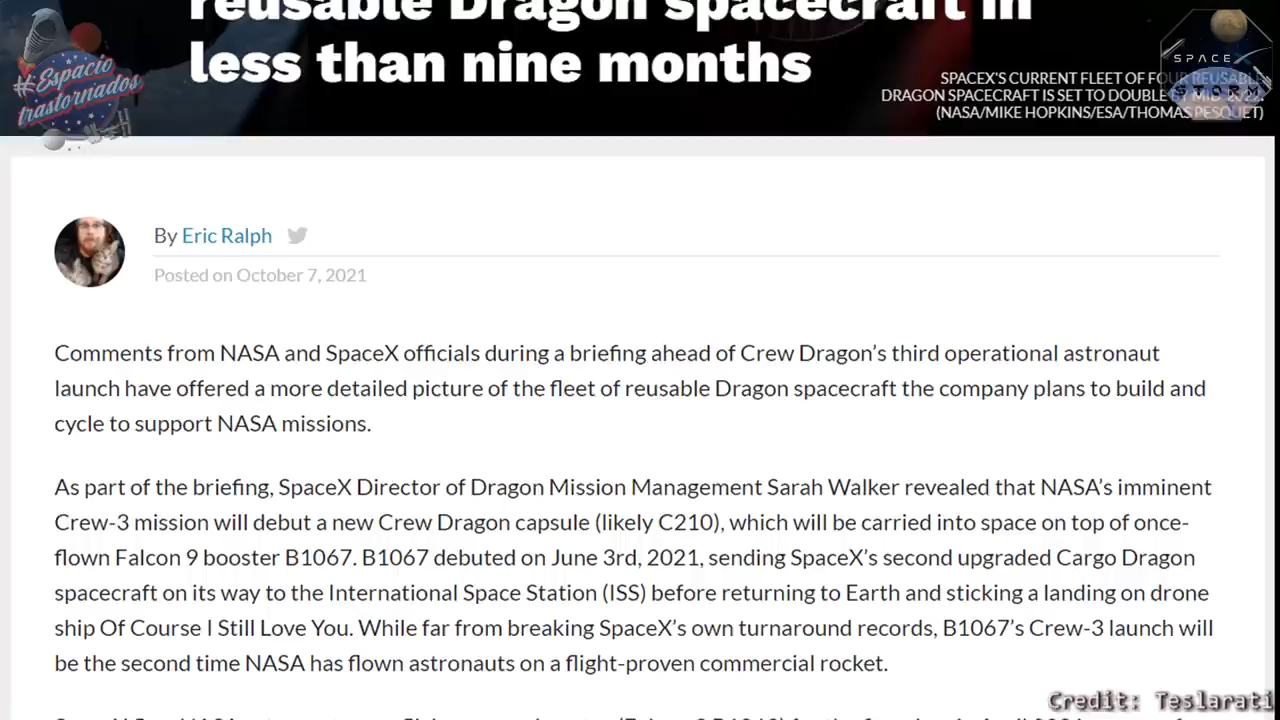 reusable Dragon spacecraft in
less than nine months
#Espacio
trastornados
SPACEX
STORM
SPACEX'S CURRENT FLEET OF FOUR REUSABLE
DRAGON SPACECRAFT IS SET TO DOUBLE BY MID-2022.
(NASA/MIKE HOPKINS/ESA/THOMAS PESQUET)
By Eric Ralph
Posted on October 7, 2021
Comments from NASA and SpaceX officials during a briefing ahead of Crew Dragon's third operational astronaut
launch have offered a more detailed picture of the fleet of reusable Dragon spacecraft the company plans to build and
cycle to support NASA missions.
As part of the briefing, SpaceX Director of Dragon Mission Management Sarah Walker revealed that NASA's imminent
Crew-3 mission will debut a new Crew Dragon capsule (likely C210), which will be carried into space on top of once-
flown Falcon 9 booster B1067. B1067 debuted on June 3rd, 2021, sending SpaceX's second upgraded Cargo Dragon
spacecraft on its way to the International Space Station (ISS) before returning to Earth and sticking a landing on drone
ship Of Course I Still Love You. While far from breaking SpaceX's own turnaround records, B1067's Crew-3 launch will
be the second time NASA has flown astronauts on a flight-proven commercial rocket.
Credit: Teslarati